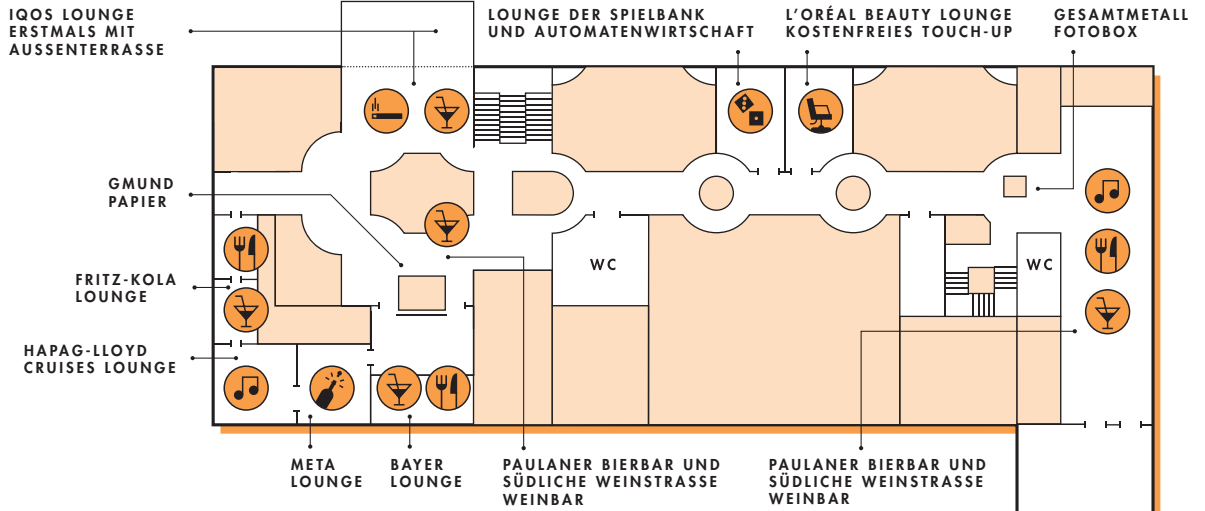 IQOS LOUNGE
ERSTMALS MIT
AUSSENTERRASSE
LOUNGE DER SPIELBANK
UND AUTOMATENWIRTSCHAFT
L'ORÉAL BEAUTY LOUNGE
KOSTENFREIES TOUCH-UP
GESAMTMETALL
FOTOBOX
GMUND
PAPIER
FRITZ-KOLA
LOUNGE
HAPAG-LLOYD
CRUISES LOUNGE
WC
WC
META
LOUNGE
BAYER
LOUNGE
PAULANER BIERBAR UND
SÜDLICHE WEINSTRASSE
WEINBAR
PAULANER BIERBAR UND
SÜDLICHE WEINSTRASSE
WEINBAR